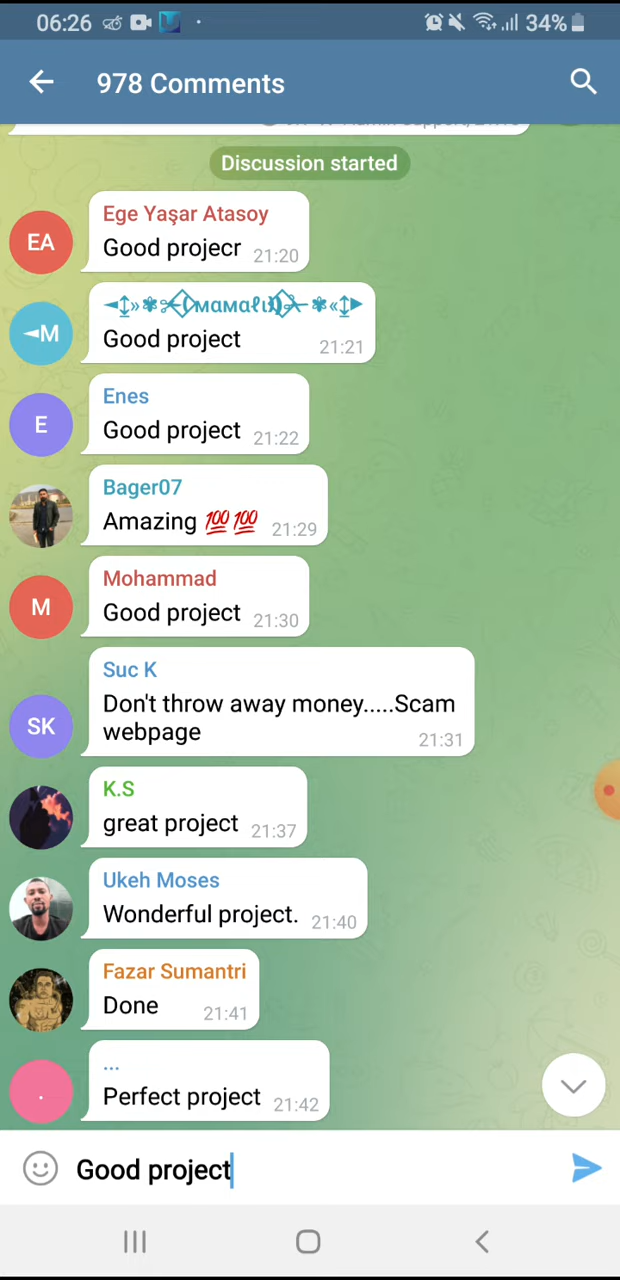 06:26
34%
978 Comments
Discussion started
EA
Ege Yaşar Atasoy
Good projecr 21:20
M
Good project 21:21
E
Enes
Good project 21:22
Bager07
Amazing 💯💯 21:29
M
Mohammad
Good project 21:30
SK
Suc K
Don't throw away money.....Scam
webpage 21:31
K.S
great project 21:37
Ukeh Moses
Wonderful project. 21:40
Fazar Sumantri
Done 21:41
.
...
Perfect project 21:42
Good project